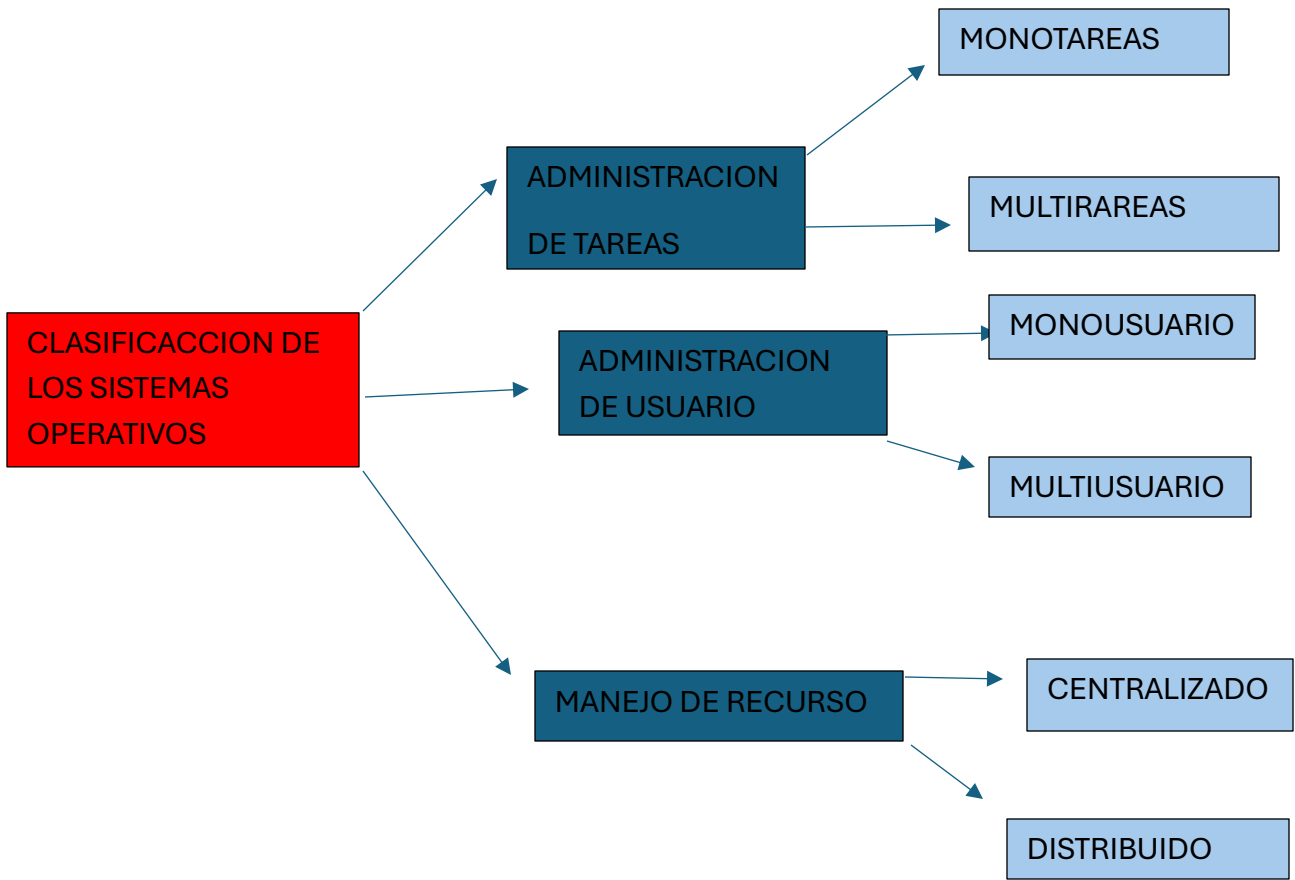 MONOTAREAS
ADMINISTRACION
DE TAREAS
MULTIRAREAS
CLASIFICACCION DE
LOS SISTEMAS
OPERATIVOS
ADMINISTRACION
DE USUARIO
MONOUSUARIO
MULTIUSUARIO
MANEJO DE RECURSO
CENTRALIZADO
DISTRIBUIDO